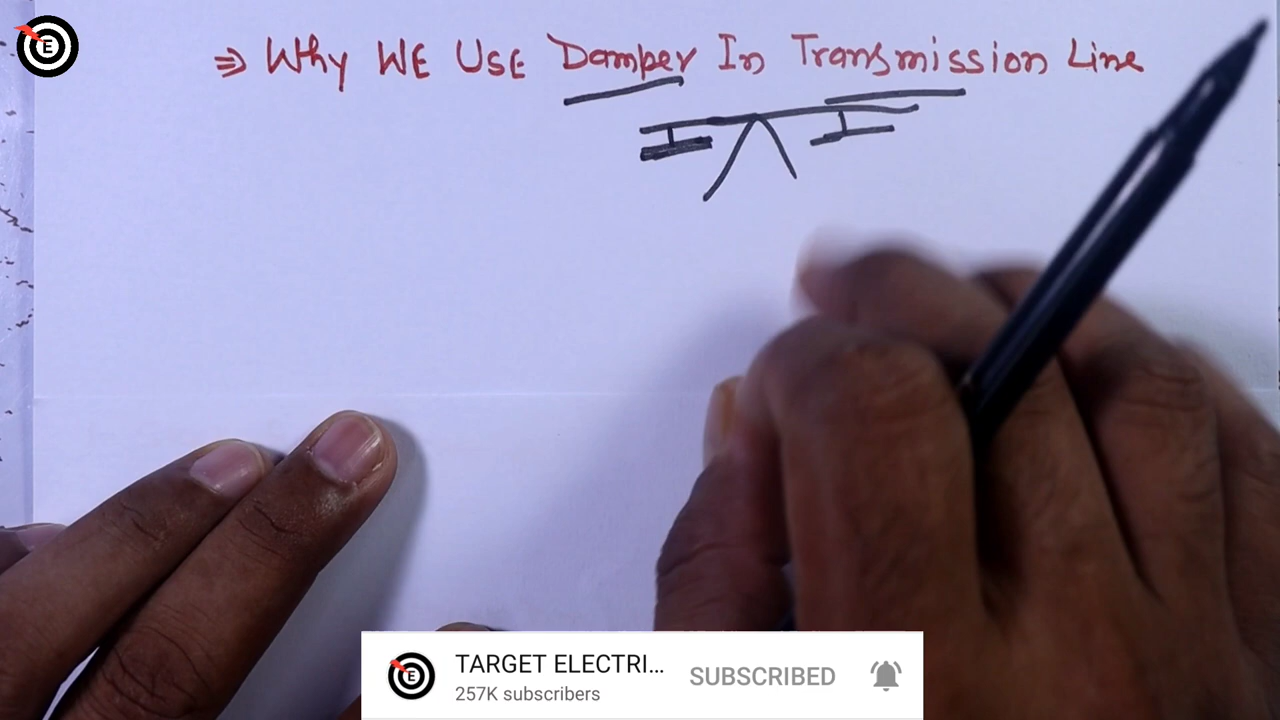 E
⇒ Why WE USE Damper In Transmission Line
E
TARGET ELECTRI...
257K subscribers
SUBSCRIBED